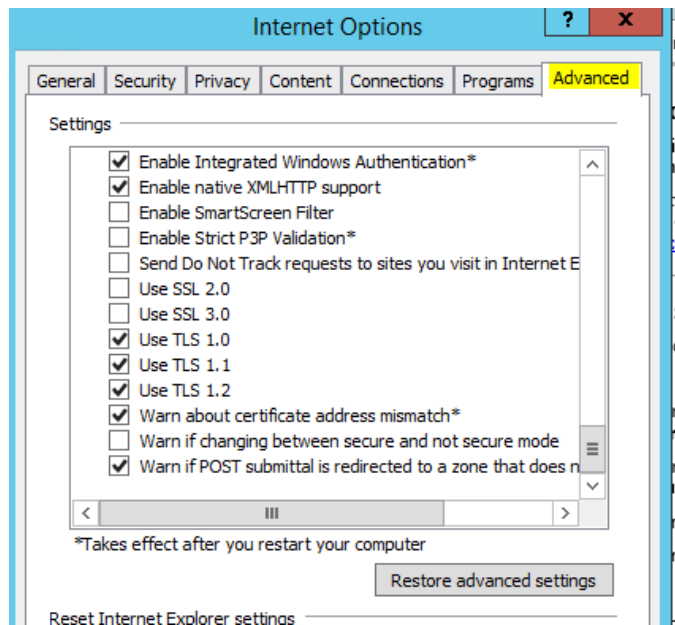 Internet Options
? x
General Security Privacy Content Connections Programs Advanced
Settings
Enable Integrated Windows Authentication*
Enable native XMLHTTP support
Enable SmartScreen Filter
Enable Strict P3P Validation*
Send Do Not Track requests to sites you visit in Internet E
Use SSL 2.0
Use SSL 3.0
Use TLS 1.0
Use TLS 1.1
Use TLS 1.2
Warn about certificate address mismatch*
Warn if changing between secure and not secure mode
Warn if POST submittal is redirected to a zone that does n
*Takes effect after you restart your computer
Restore advanced settings
Reset Internet Explorer settings